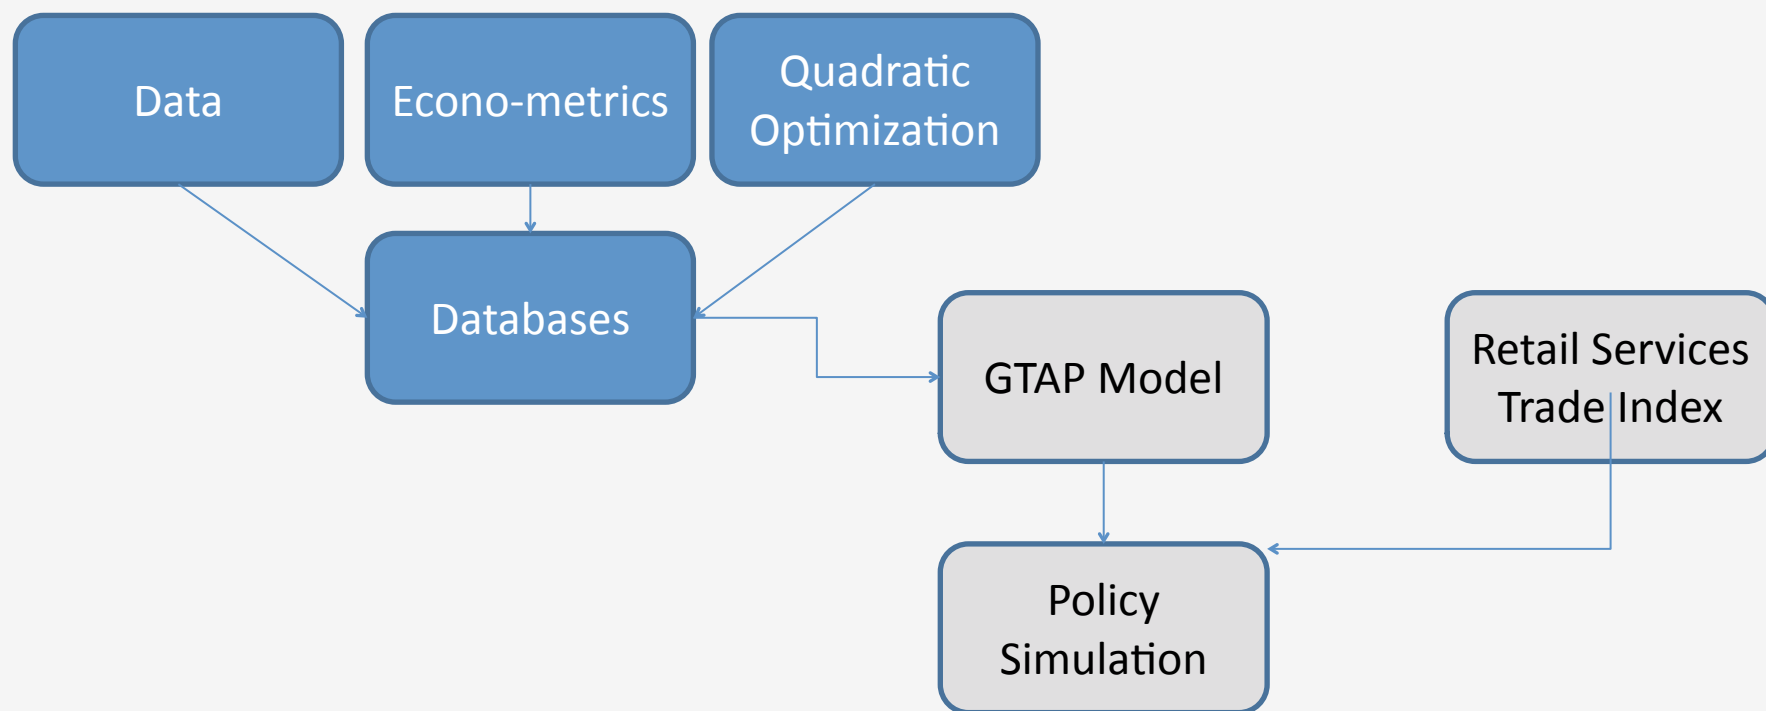 Data
Econo-metrics
Quadratic
Optimization
Databases
GTAP Model
Retail Services
Trade Index
Policy
Simulation